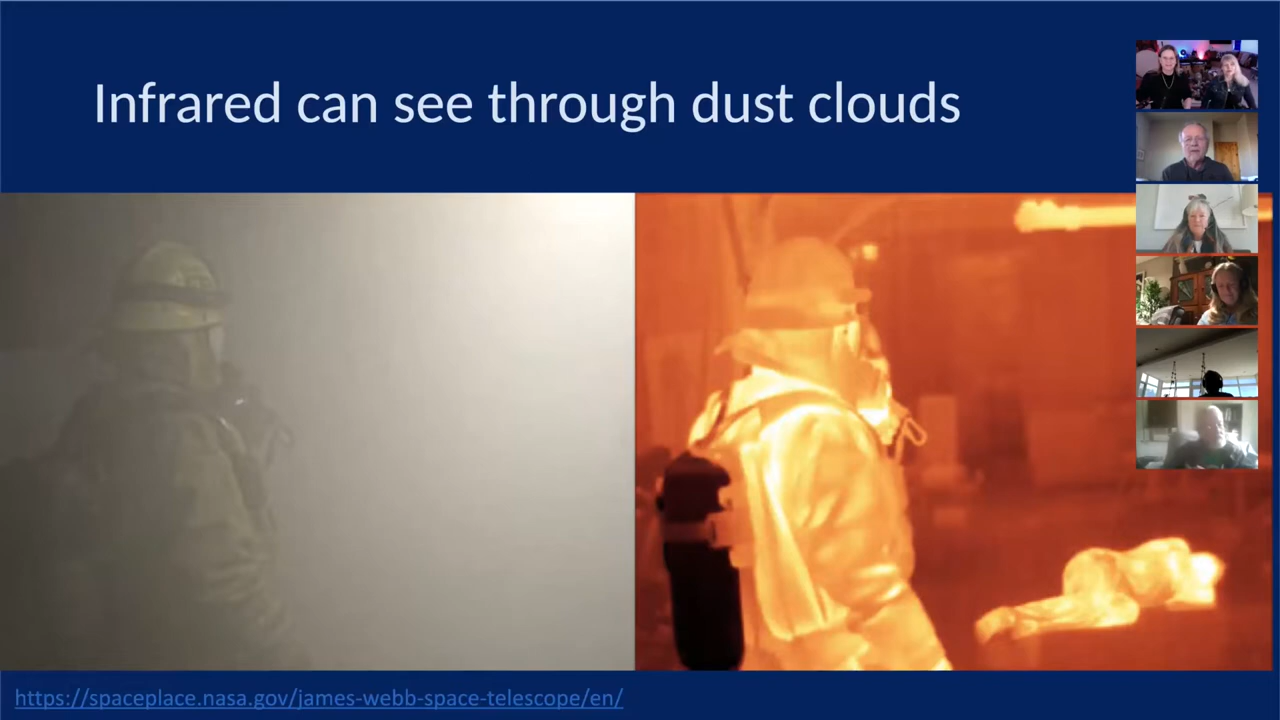 Infrared can see through dust clouds
https://spaceplace.nasa.gov/james-webb-space-telescope/en/